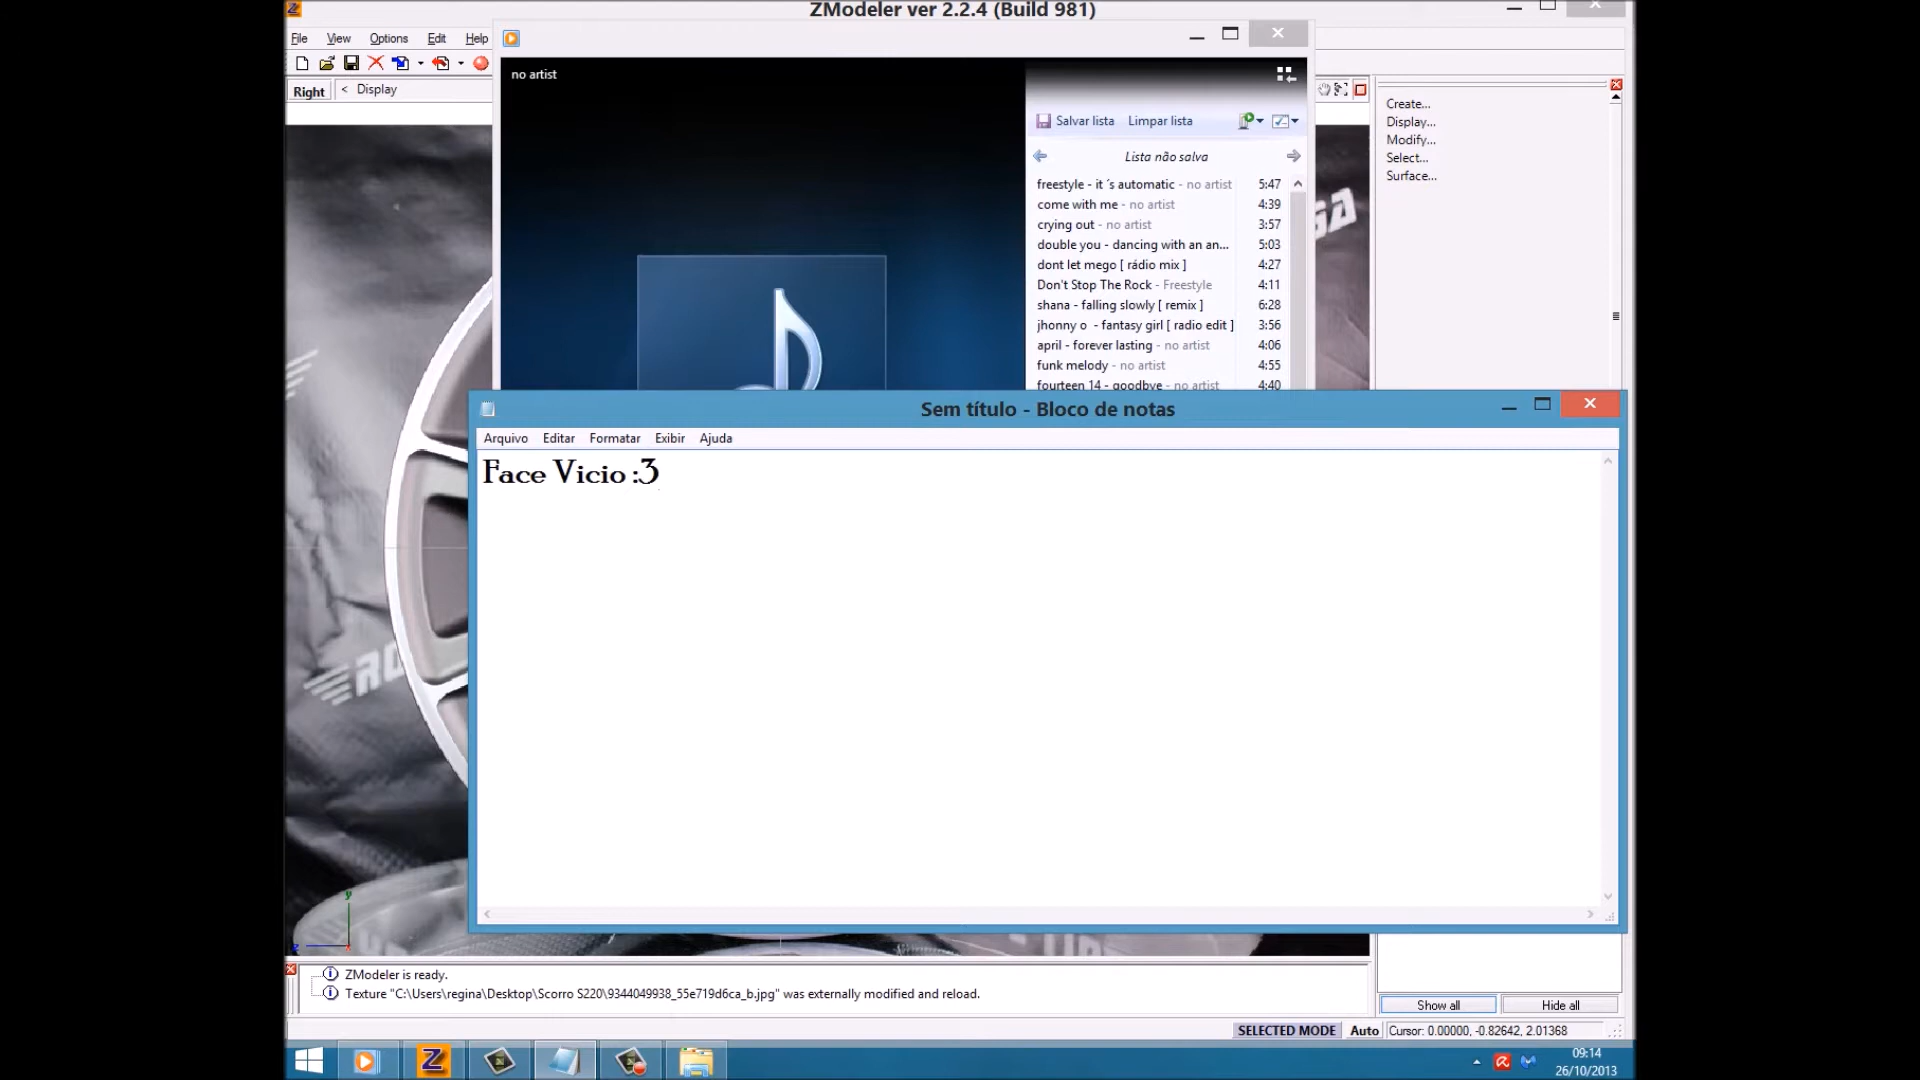 ZModeler ver 2.2.4 (Build 981)
File View Options Edit Help
Right < Display
no artist
Salvar lista Limpar lista
Lista não salva
freestyle - it ´s automatic - no artist 5:47
come with me - no artist 4:39
crying out - no artist 3:57
double you - dancing with an an... 5:03
dont let mego [ rádio mix ] 4:27
Don't Stop The Rock - Freestyle 4:11
shana - falling slowly [ remix ] 6:28
jhonny o - fantasy girl [ radio edit ] 3:56
april - forever lasting - no artist 4:06
funk melody - no artist 4:55
fourteen 14 - goodbye - no artist 4:40
Create...
Display...
Modify...
Select...
Surface...
Sem título - Bloco de notas
Arquivo Editar Formatar Exibir Ajuda
Face Vicio :3
ZModeler is ready.
Texture "C:\Users\regina\Desktop\Scorro S220\9344049938_55e719d6ca_b.jpg" was externally modified and reload.
Show all Hide all
SELECTED MODE Auto Cursor: 0.00000, -0.82642, 2.01368
09:14
26/10/2013